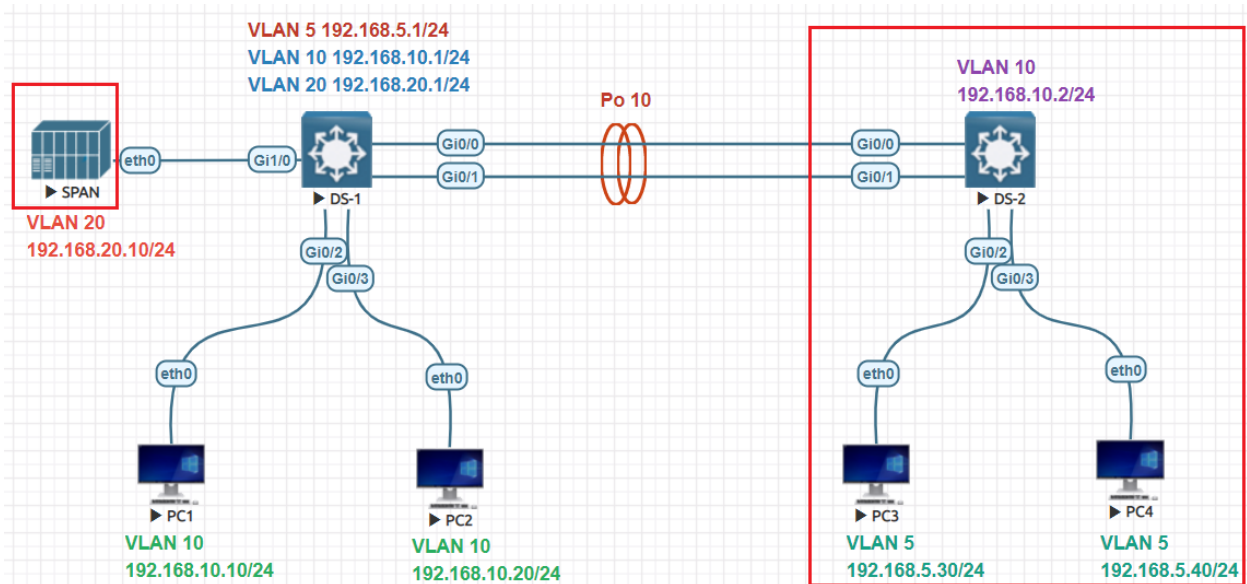 VLAN 5 192.168.5.1/24
VLAN 10 192.168.10.1/24
VLAN 20 192.168.20.1/24
VLAN 10
192.168.10.2/24
Po 10
eth0
Gi1/0
Gi0/0
Gi0/1
Gi0/0
Gi0/1
SPAN
DS-1
DS-2
VLAN 20
192.168.20.10/24
Gi0/2
Gi0/3
Gi0/2
Gi0/3
eth0
eth0
eth0
eth0
PC1
PC2
PC3
PC4
VLAN 10
192.168.10.10/24
VLAN 10
192.168.10.20/24
VLAN 5
192.168.5.30/24
VLAN 5
192.168.5.40/24